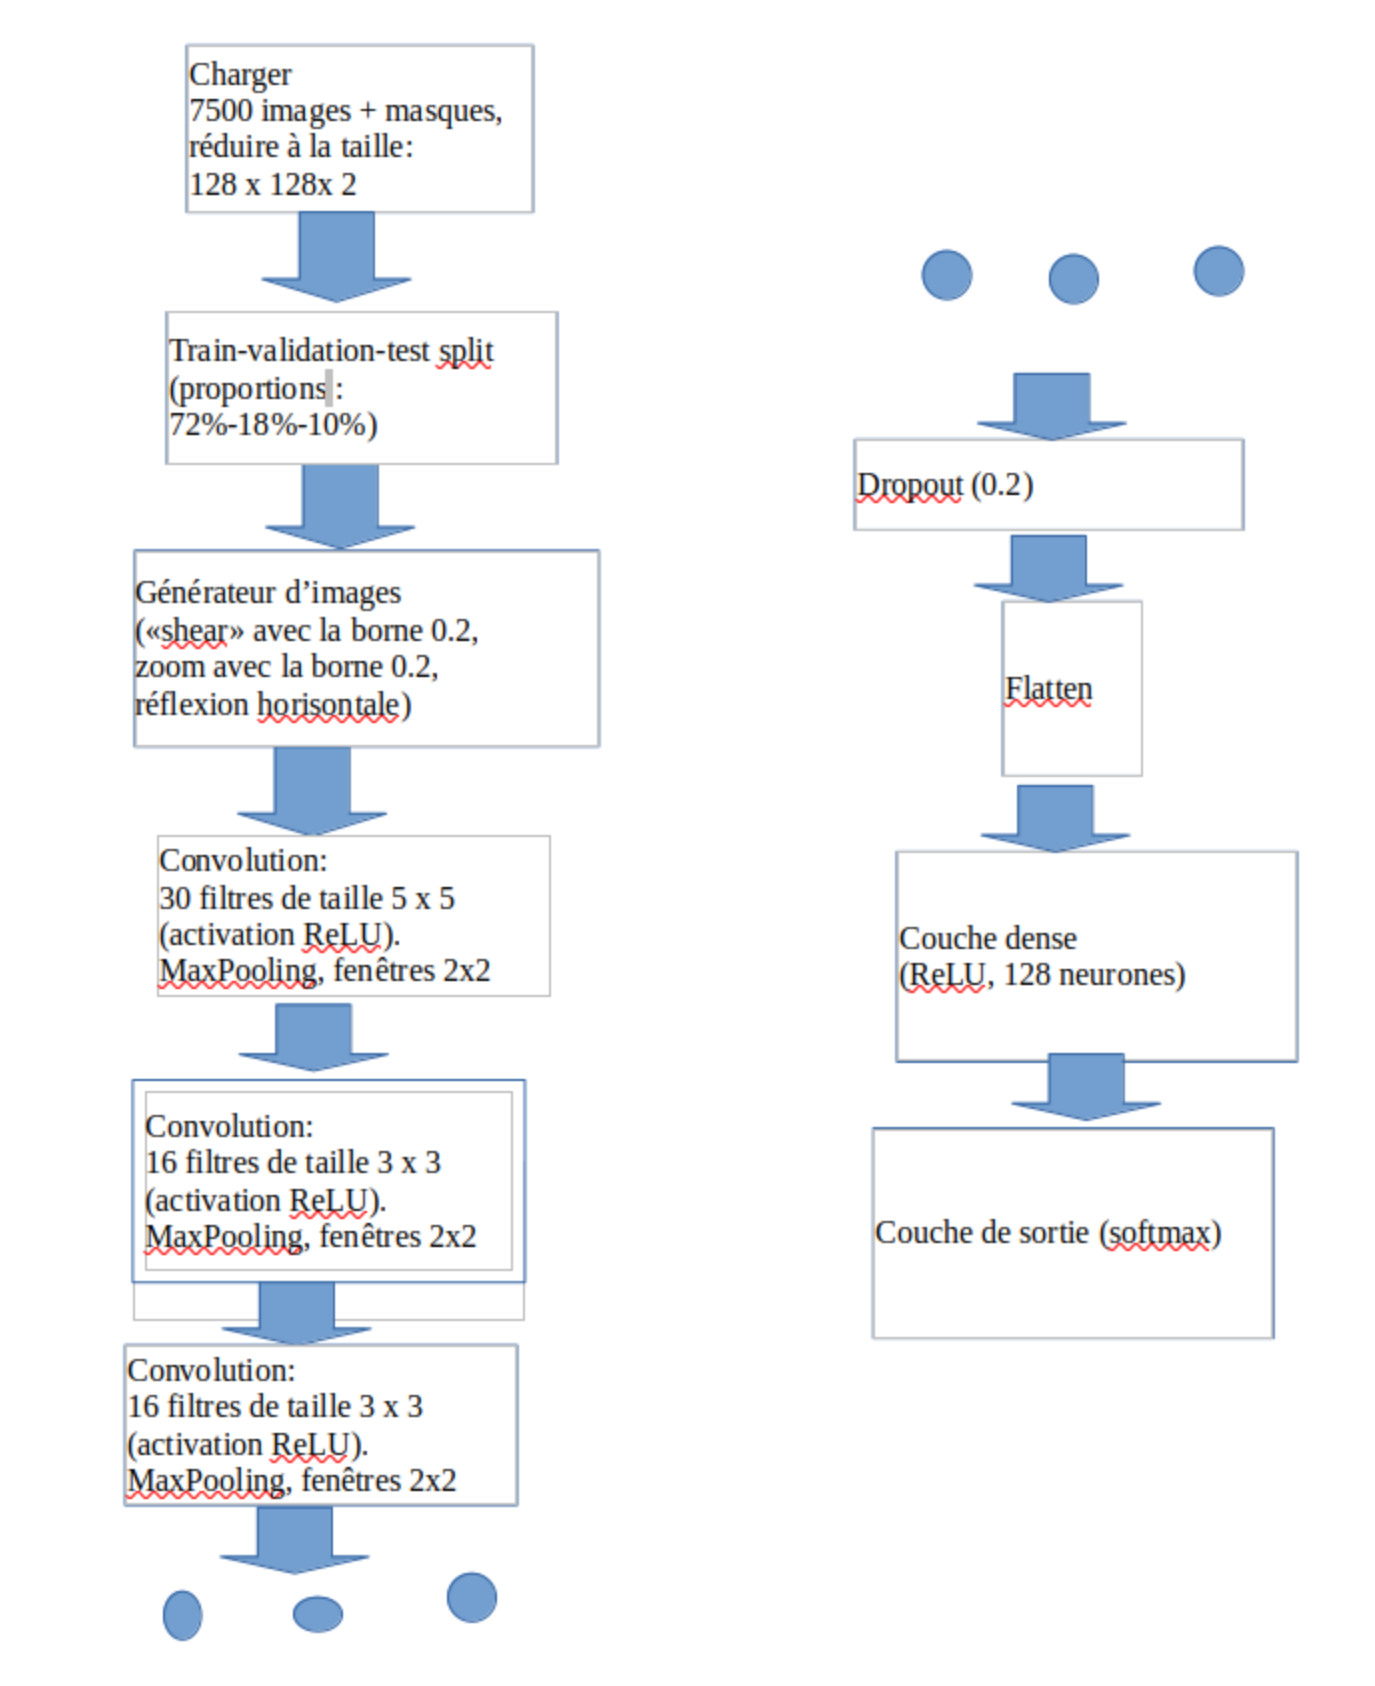 Charger
7500 images + masques,
réduire à la taille:
128 x 128x 2
Train-validation-test split
(proportions :
72%-18%-10%)
Générateur d’images
(«shear» avec la borne 0.2,
zoom avec la borne 0.2,
réflexion horisontale)
Convolution:
30 filtres de taille 5 x 5
(activation ReLU).
MaxPooling, fenêtres 2x2
Convolution:
16 filtres de taille 3 x 3
(activation ReLU).
MaxPooling, fenêtres 2x2
Convolution:
16 filtres de taille 3 x 3
(activation ReLU).
MaxPooling, fenêtres 2x2
Dropout (0.2)
Flatten
Couche dense
(ReLU, 128 neurones)
Couche de sortie (softmax)